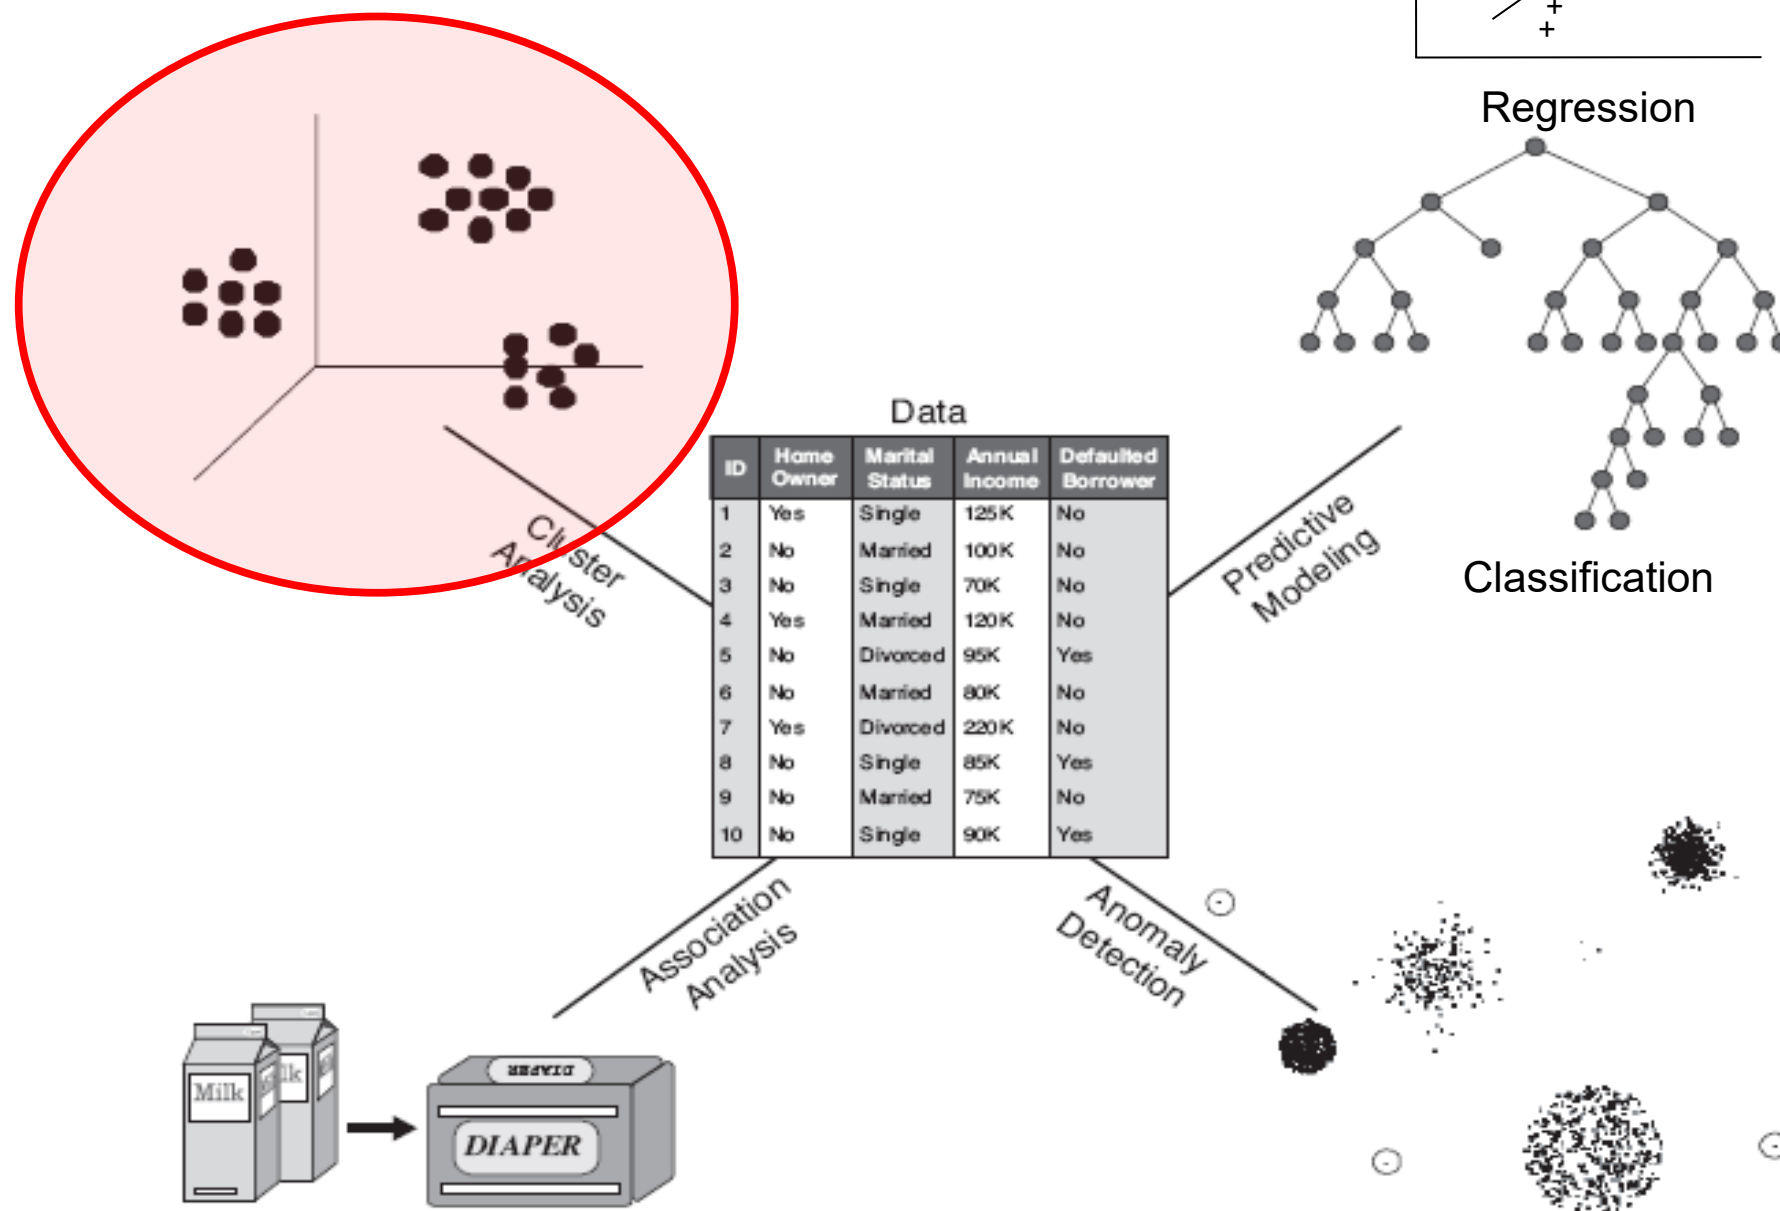 +
+
Regression
Data
ID Home Owner Marital Status Annual Income Defaulted Borrower
1 Yes Single 125K No
2 No Married 100K No
3 No Single 70K No
4 Yes Married 120K No
5 No Divorced 95K Yes
6 No Married 80K No
7 Yes Divorced 220K No
8 No Single 85K Yes
9 No Married 75K No
10 No Single 90K Yes
Cluster
Analysis
Predictive
Modeling
Classification
Association
Analysis
Anomaly
Detection
Milk
lk
DIAPER
DIAPER